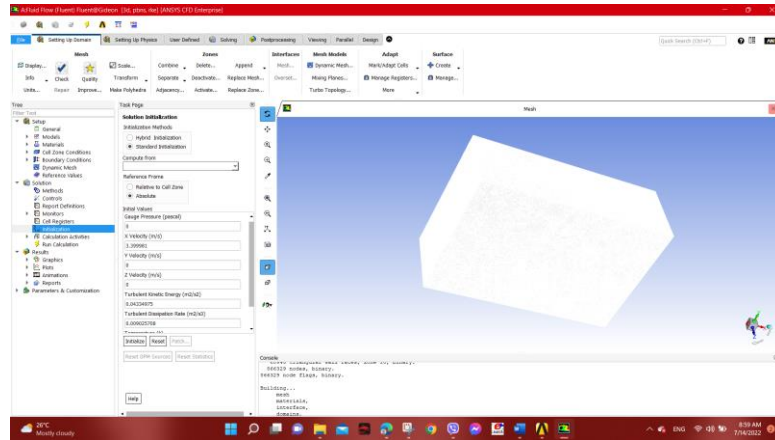 A:Fluid Flow (Fluent) Fluent@Gideon [3d, pbns, rke] [ANSYS CFD Enterprise]
File
Setting Up Domain
Setting Up Physics
User Defined
Solving
Postprocessing
Viewing
Parallel
Design
Quick Search (Ctrl+F)
Mesh
Zones
Interfaces
Mesh Models
Adapt
Surface
Display...
Scale...
Combine
Delete...
Append
Mesh...
Dynamic Mesh...
Mark/Adapt Cells
Create
Info
Check
Quality
Transform
Separate
Deactivate...
Replace Mesh...
Overset...
Mixing Planes...
Manage Registers...
Manage...
Units...
Repair
Improve...
Make Polyhedra
Adjacency...
Activate...
Replace Zone...
Turbo Topology...
More
Tree
Filter Text
Setup
General
Models
Materials
Cell Zone Conditions
Boundary Conditions
Dynamic Mesh
Reference Values
Solution
Methods
Controls
Report Definitions
Monitors
Cell Registers
Initialization
Calculation Activities
Run Calculation
Results
Graphics
Plots
Animations
Reports
Parameters & Customization
Task Page
Solution Initialization
Initialization Methods
Hybrid Initialization
Standard Initialization
Compute from
Reference Frame
Relative to Cell Zone
Absolute
Initial Values
Gauge Pressure (pascal)
0
X Velocity (m/s)
3.399981
Y Velocity (m/s)
0
Z Velocity (m/s)
0
Turbulent Kinetic Energy (m2/s2)
0.04334975
Turbulent Dissipation Rate (m2/s3)
0.009025758
Initialize
Reset
Patch...
Reset DPM Sources
Reset Statistics
Help
Mesh
Console
566329 nodes, binary.
566329 node flags, binary.
Building...
mesh
materials,
interface,
domains,
26°C
Mostly cloudy
ENG
8:59 AM
7/14/2022